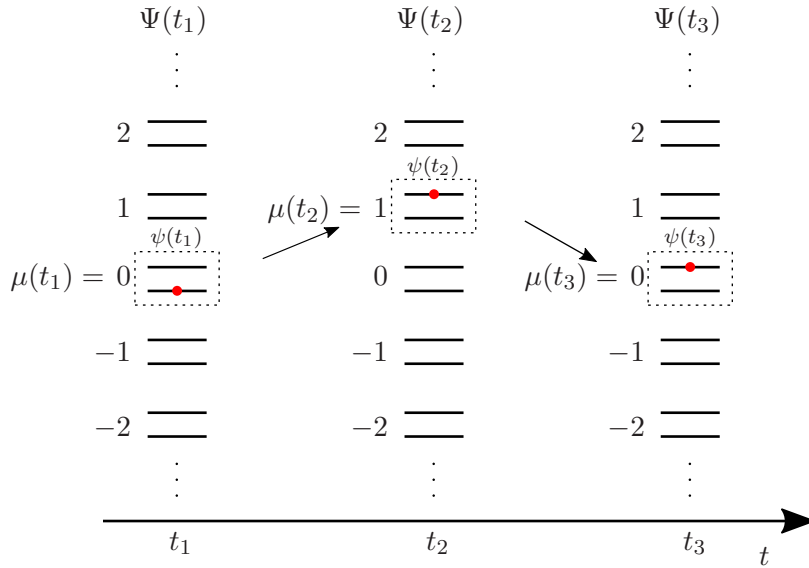 Ψ(t₁) Ψ(t₂) Ψ(t₃)
2 2 2
ψ(t₂)
1 μ(t₂) = 1 1
ψ(t₁) ψ(t₃)
μ(t₁) = 0 0 μ(t₃) = 0
−1 −1 −1
−2 −2 −2
t₁ t₂ t₃
t